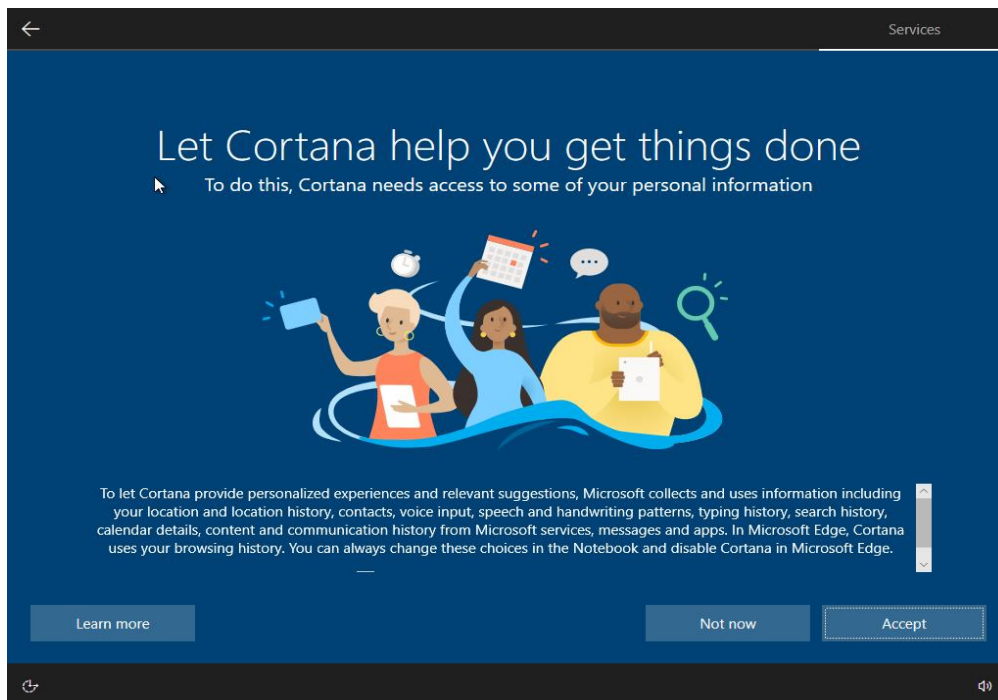 Services
Let Cortana help you get things done
To do this, Cortana needs access to some of your personal information
To let Cortana provide personalized experiences and relevant suggestions, Microsoft collects and uses information including
your location and location history, contacts, voice input, speech and handwriting patterns, typing history, search history,
calendar details, content and communication history from Microsoft services, messages and apps. In Microsoft Edge, Cortana
uses your browsing history. You can always change these choices in the Notebook and disable Cortana in Microsoft Edge.
Learn more
Not now
Accept